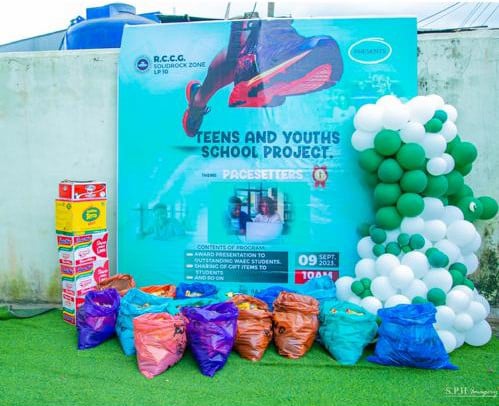 R.C.C.G.
SOLIDROCK ZONE
LP 10
PRESENTS
TEENS AND YOUTHS
SCHOOL PROJECT.
THEME: PACESETTERS
CONTENTS OF PROGRAM:
AWARD PRESENTATION TO
OUTSTANDING WAEC STUDENTS.
SHARING OF GIFT ITEMS TO
STUDENTS
AND SO ON
09 SEPT.
2023.
10AM
S.P.H Imagery